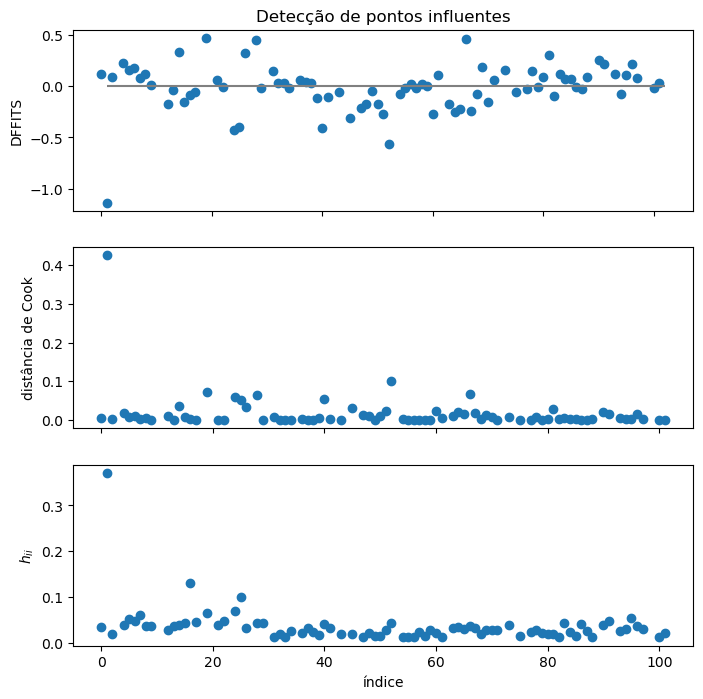 Detecção de pontos influentes
DFFITS
0.5
0.0
−0.5
−1.0
distância de Cook
0.4
0.3
0.2
0.1
0.0
h_{ii}
0.3
0.2
0.1
0.0
0 20 40 60 80 100
índice